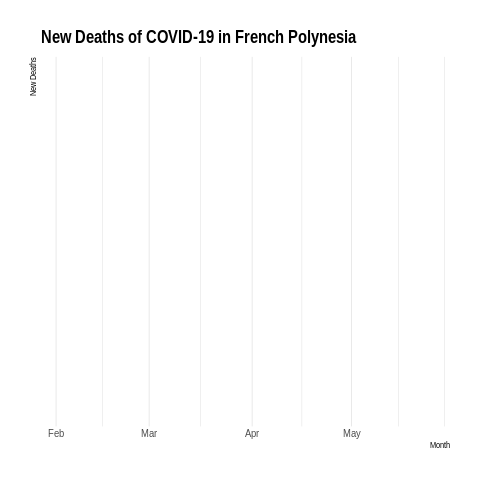 New Deaths of COVID-19 in French Polynesia
New Deaths
Feb Mar Apr May
Month